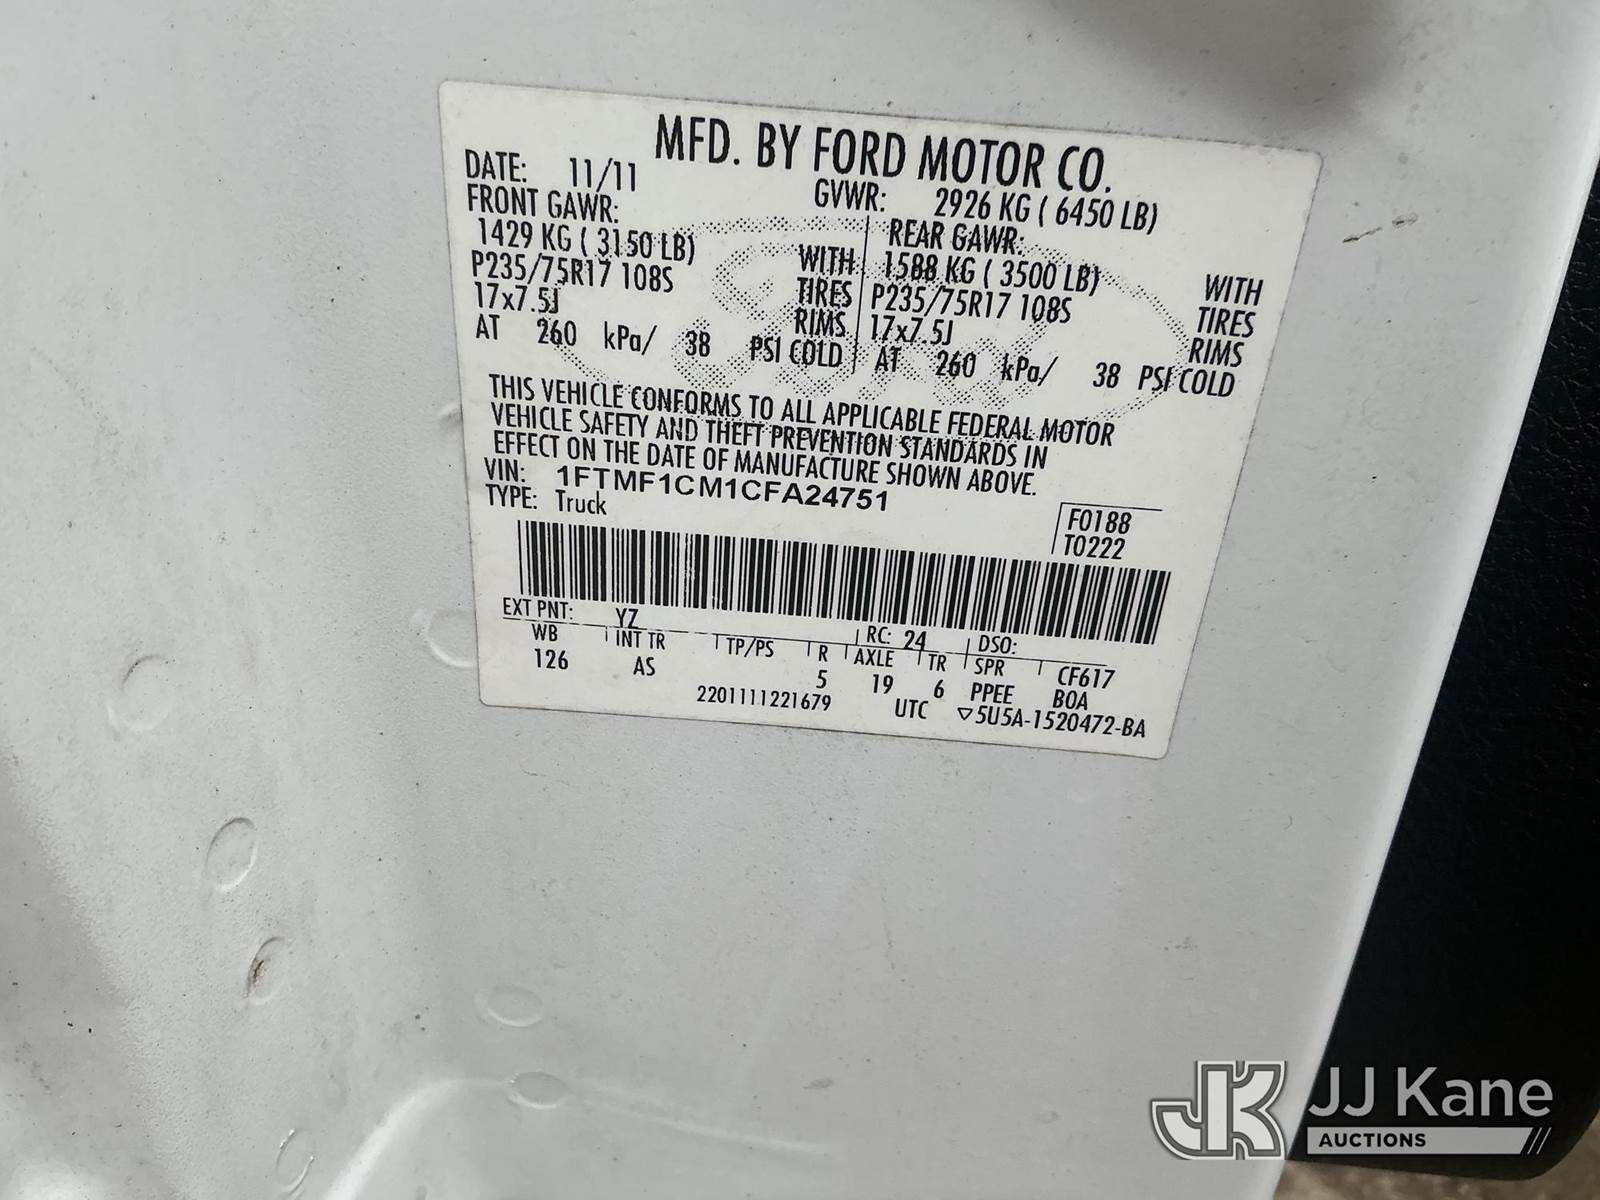 MFD. BY FORD MOTOR CO.
DATE: 11/11 GVWR: 2926 KG ( 6450 LB)
FRONT GAWR: REAR GAWR:
1429 KG ( 3150 LB) WITH 1588 KG ( 3500 LB) WITH
P235/75R17 108S TIRES P235/75R17 108S TIRES
17x7.5J RIMS 17x7.5J RIMS
AT 260 kPa/ 38 PSI COLD AT 260 kPa/ 38 PSI COLD
THIS VEHICLE CONFORMS TO ALL APPLICABLE FEDERAL MOTOR
VEHICLE SAFETY AND THEFT PREVENTION STANDARDS IN
EFFECT ON THE DATE OF MANUFACTURE SHOWN ABOVE.
VIN: 1FTMF1CM1CFA24751
TYPE: Truck
F0188
T0222
EXT PNT: YZ RC: 24 DSO:
WB INT TR TP/PS R AXLE TR SPR CF617
126 AS 5 19 6 PPEE BOA
2201111221679 UTC ▽5U5A-1520472-BA
JK JJ Kane
AUCTIONS